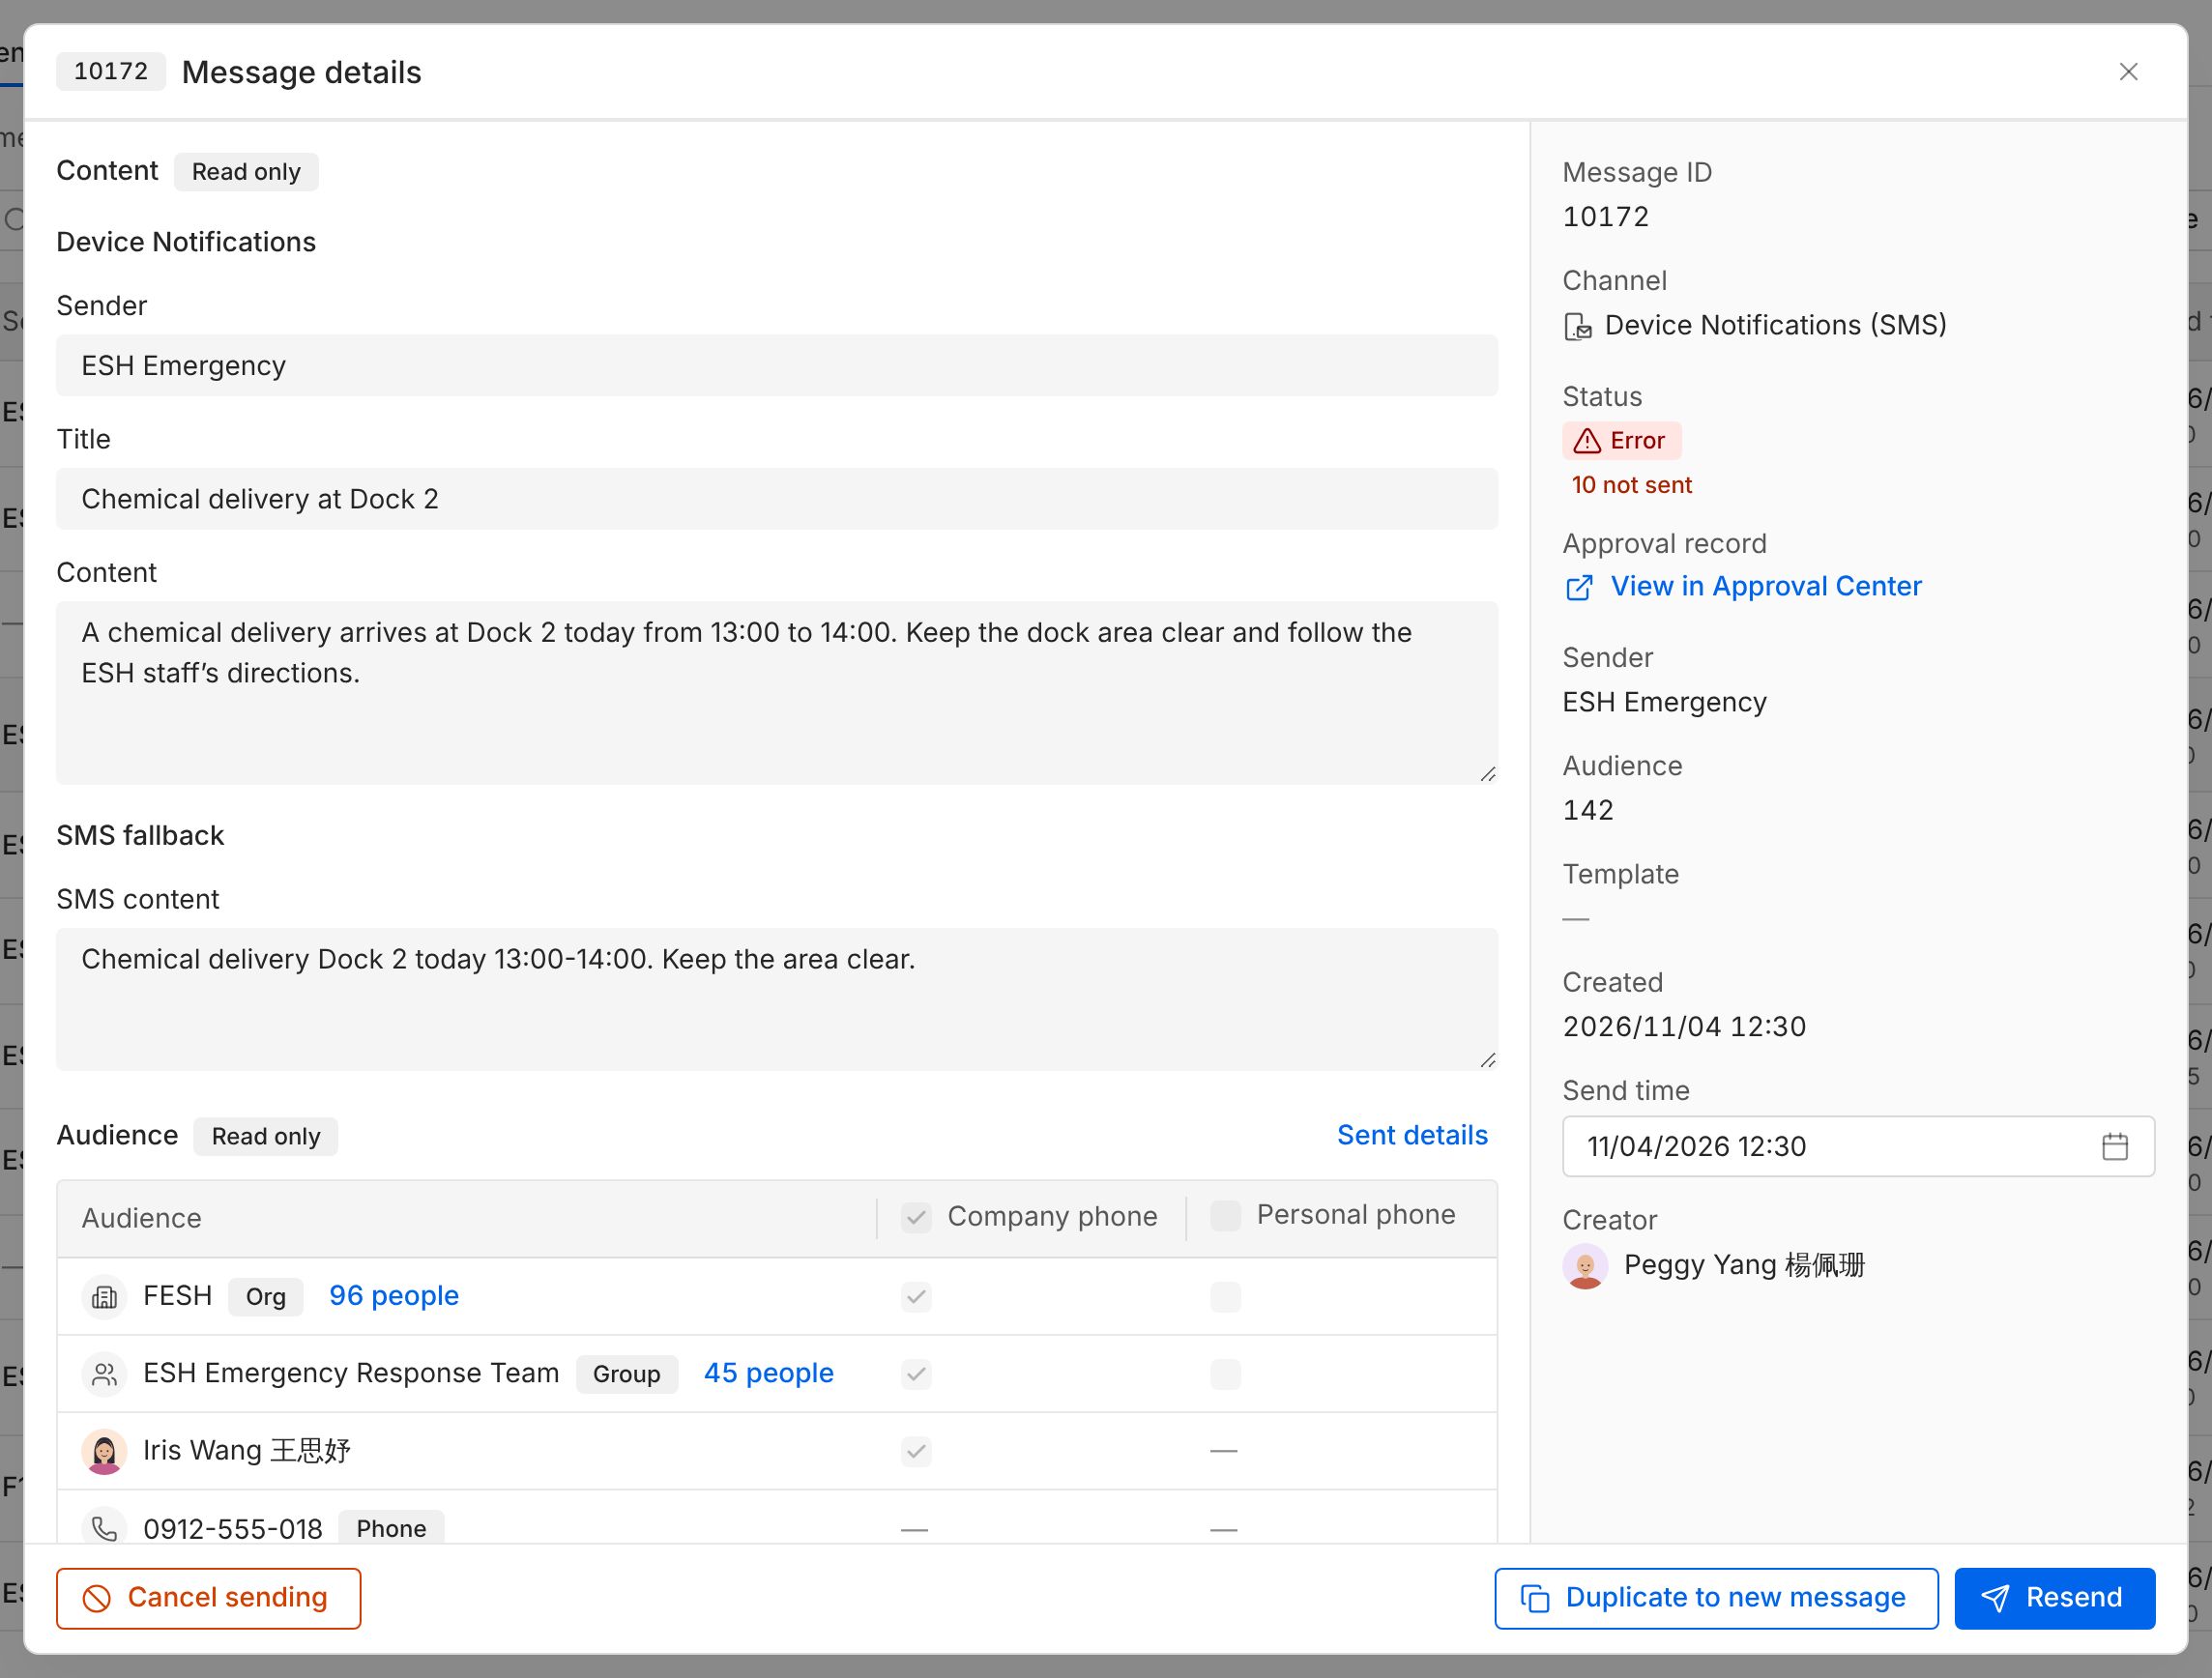 10172 Message details
Content Read only
Device Notifications
Sender
ESH Emergency
Title
Chemical delivery at Dock 2
Content
A chemical delivery arrives at Dock 2 today from 13:00 to 14:00. Keep the dock area clear and follow the
ESH staff’s directions.
SMS fallback
SMS content
Chemical delivery Dock 2 today 13:00-14:00. Keep the area clear.
Audience Read only Sent details
Audience Company phone Personal phone
FESH Org 96 people
ESH Emergency Response Team Group 45 people
Iris Wang 王思妤 —
0912-555-018 Phone — —
Message ID
10172
Channel
Device Notifications (SMS)
Status
Error
10 not sent
Approval record
View in Approval Center
Sender
ESH Emergency
Audience
142
Template
—
Created
2026/11/04 12:30
Send time
11/04/2026 12:30
Creator
Peggy Yang 楊佩珊
Cancel sending Duplicate to new message Resend